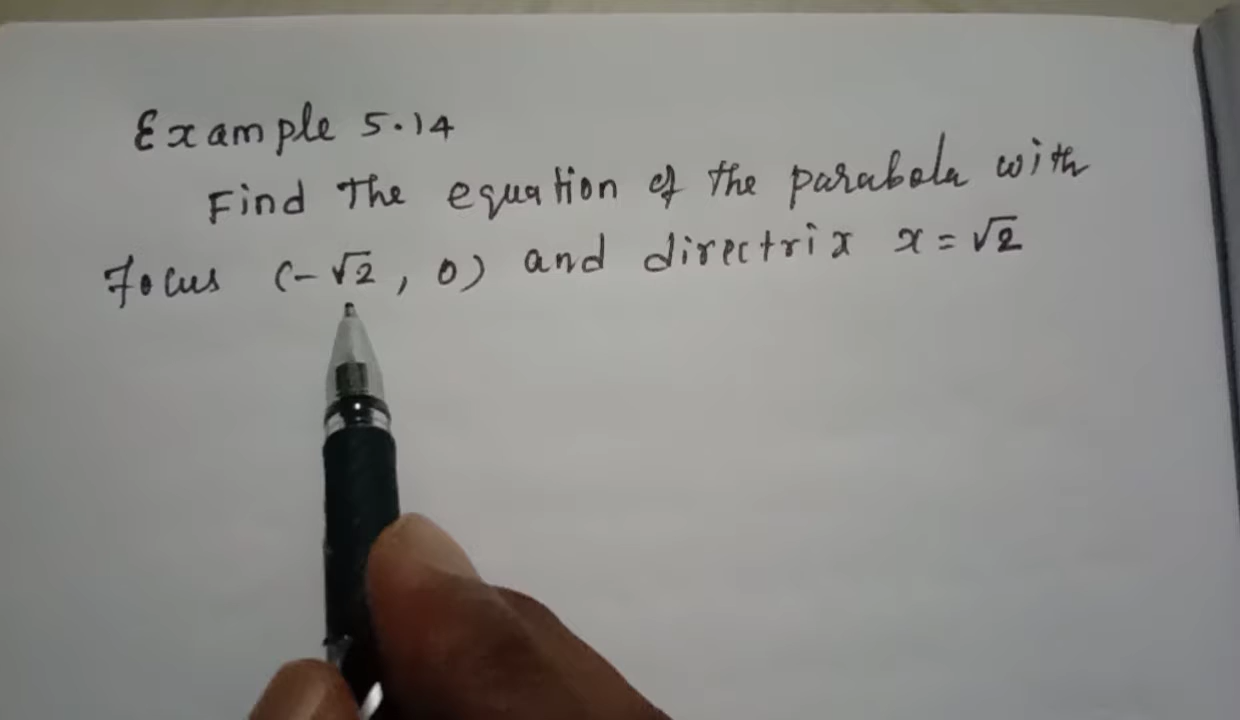 Example 5.14
Find The equation of the parabola with
Focus (-√2, 0) and directrix x = √2